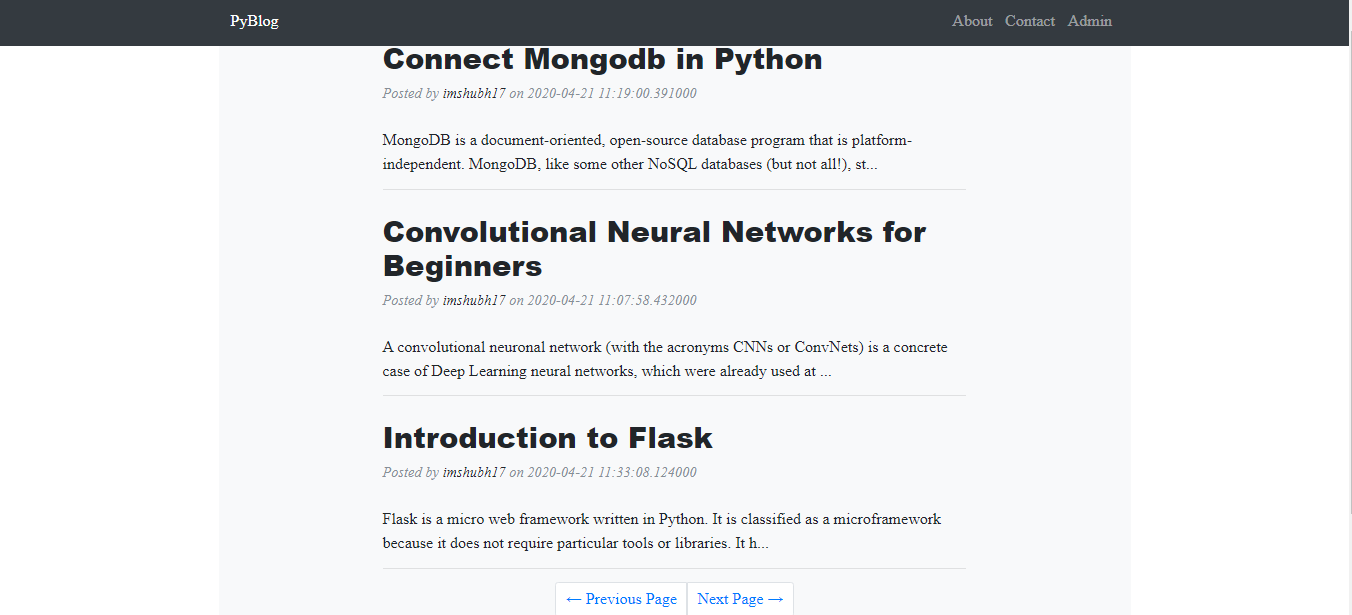 PyBlog About Contact Admin
Connect Mongodb in Python
Posted by imshubh17 on 2020-04-21 11:19:00.391000
MongoDB is a document-oriented, open-source database program that is platform-
independent. MongoDB, like some other NoSQL databases (but not all!), st...
Convolutional Neural Networks for
Beginners
Posted by imshubh17 on 2020-04-21 11:07:58.432000
A convolutional neuronal network (with the acronyms CNNs or ConvNets) is a concrete
case of Deep Learning neural networks, which were already used at ...
Introduction to Flask
Posted by imshubh17 on 2020-04-21 11:33:08.124000
Flask is a micro web framework written in Python. It is classified as a microframework
because it does not require particular tools or libraries. It h...
← Previous Page Next Page →